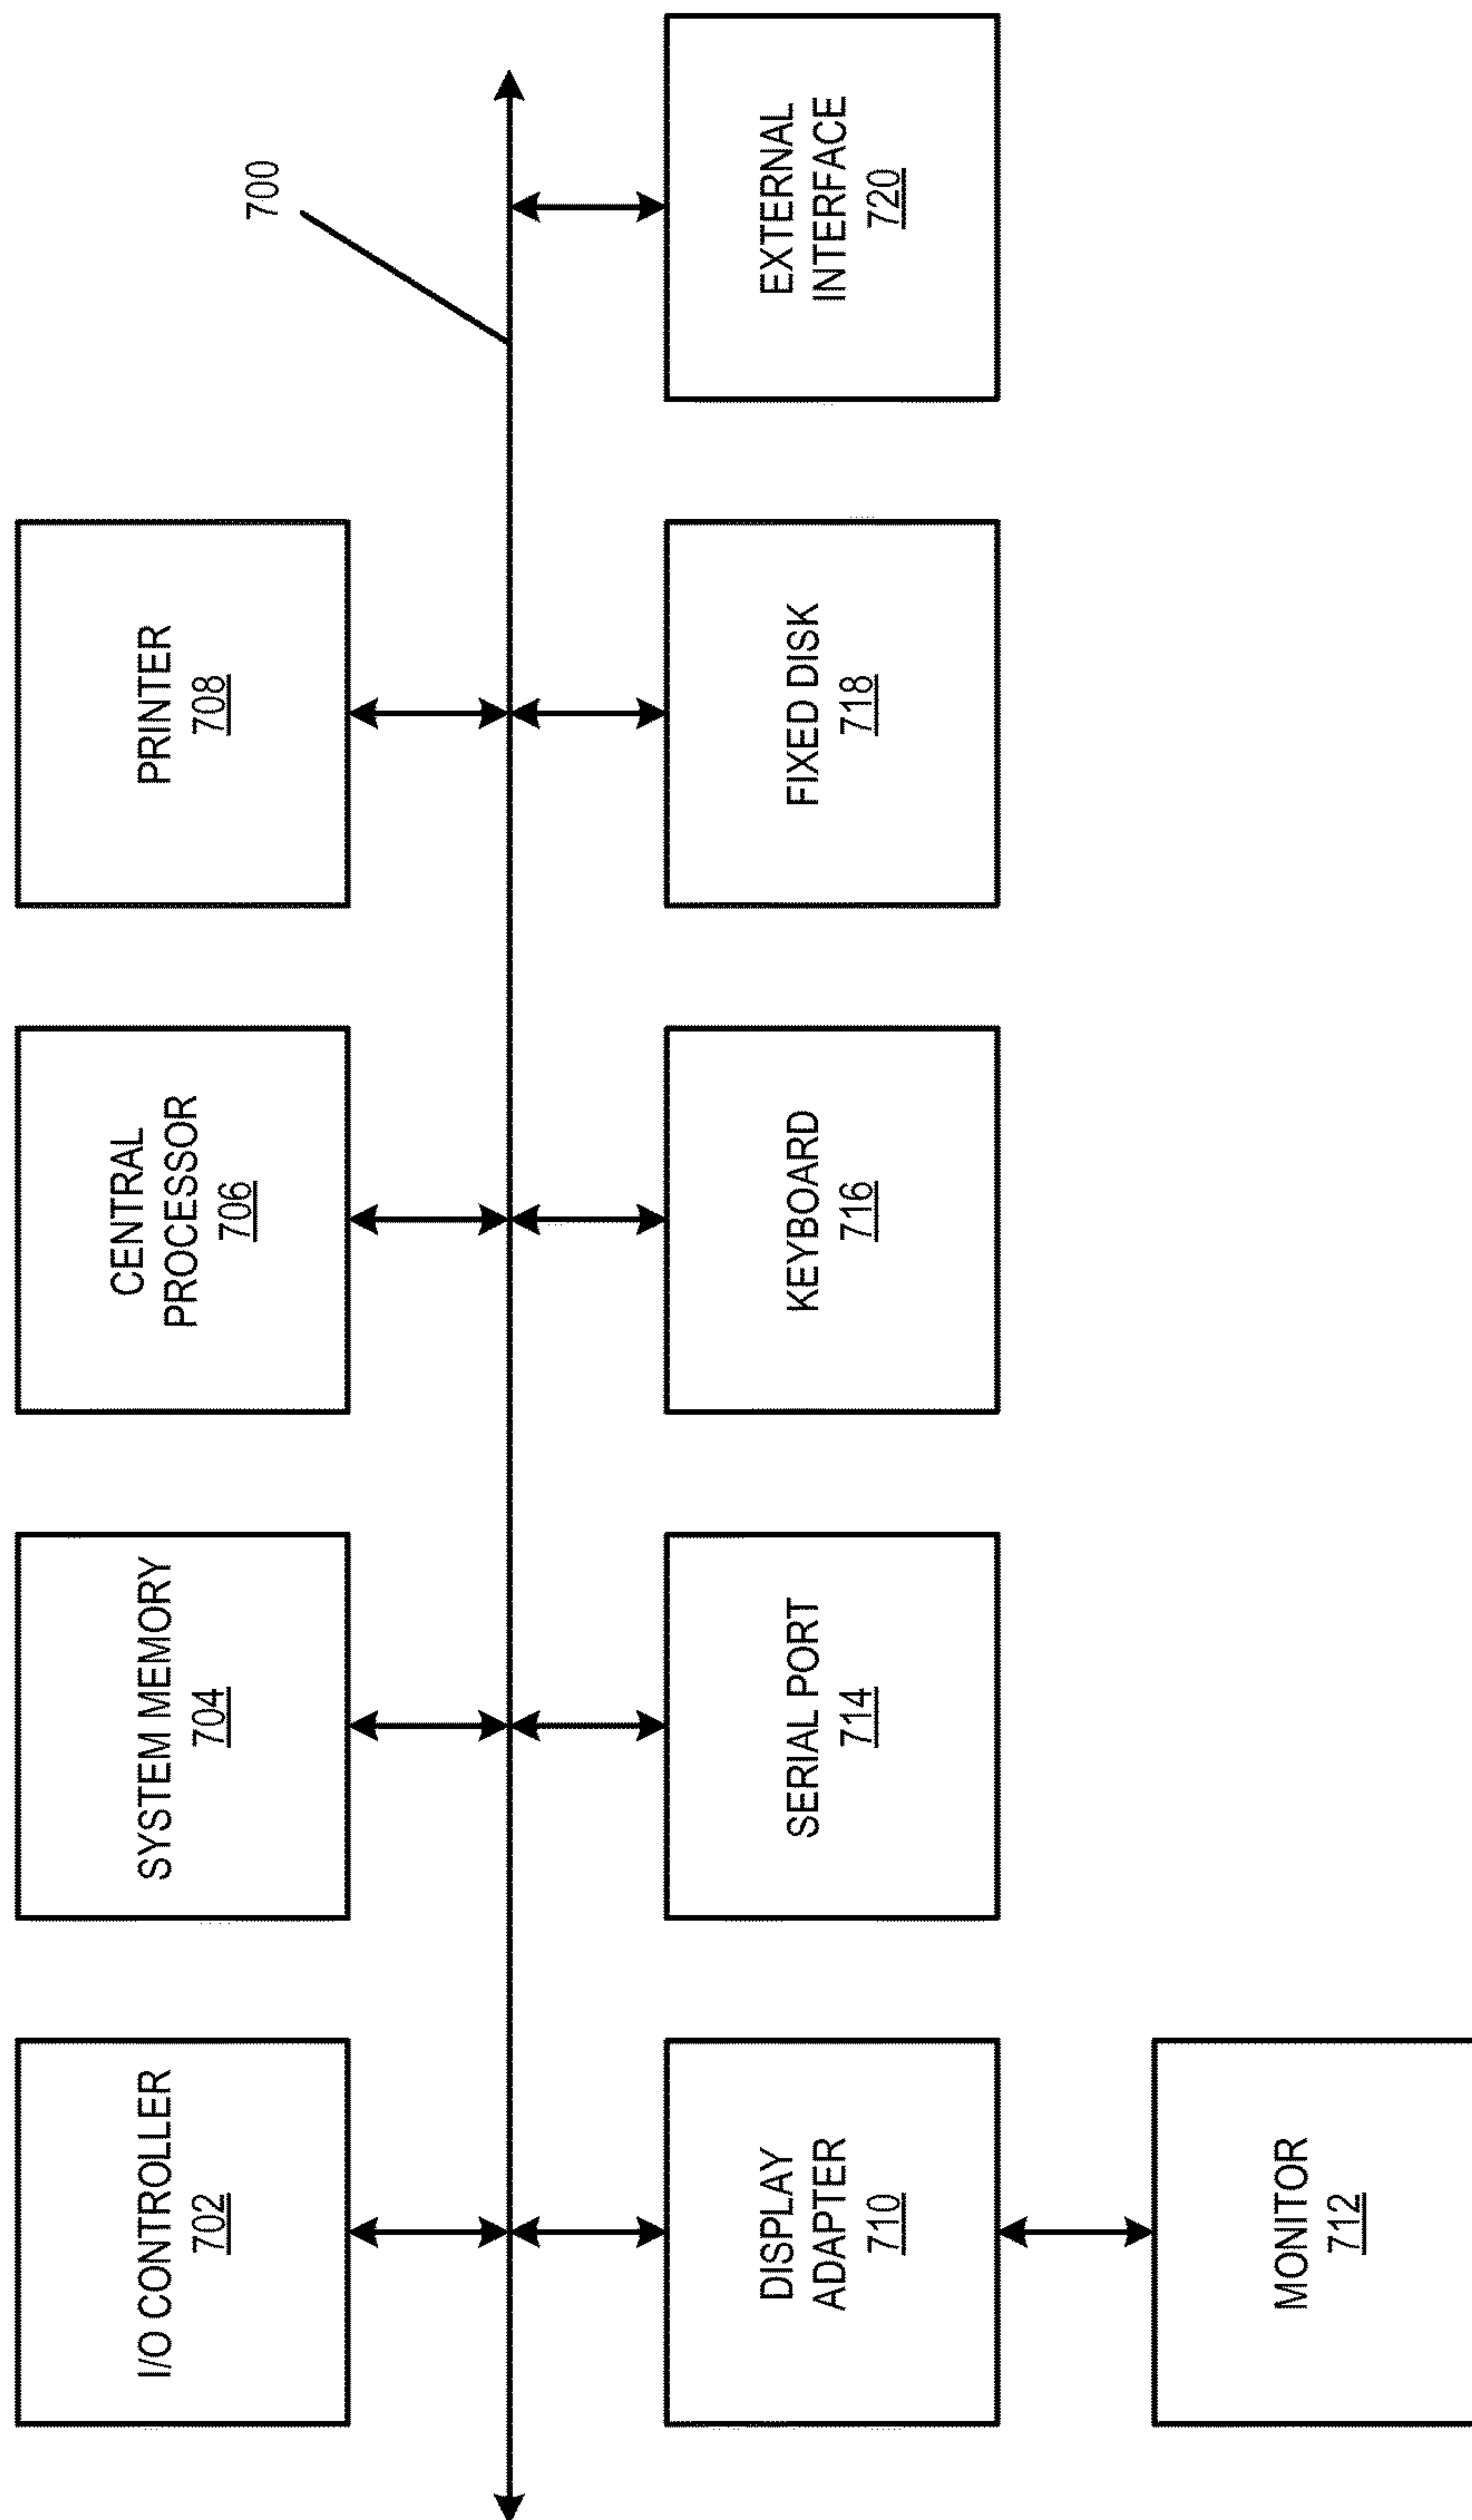 I/O CONTROLLER
702
SYSTEM MEMORY
704
CENTRAL
PROCESSOR
706
PRINTER
708
700
DISPLAY
ADAPTER
710
SERIAL PORT
714
KEYBOARD
716
FIXED DISK
718
EXTERNAL
INTERFACE
720
MONITOR
712